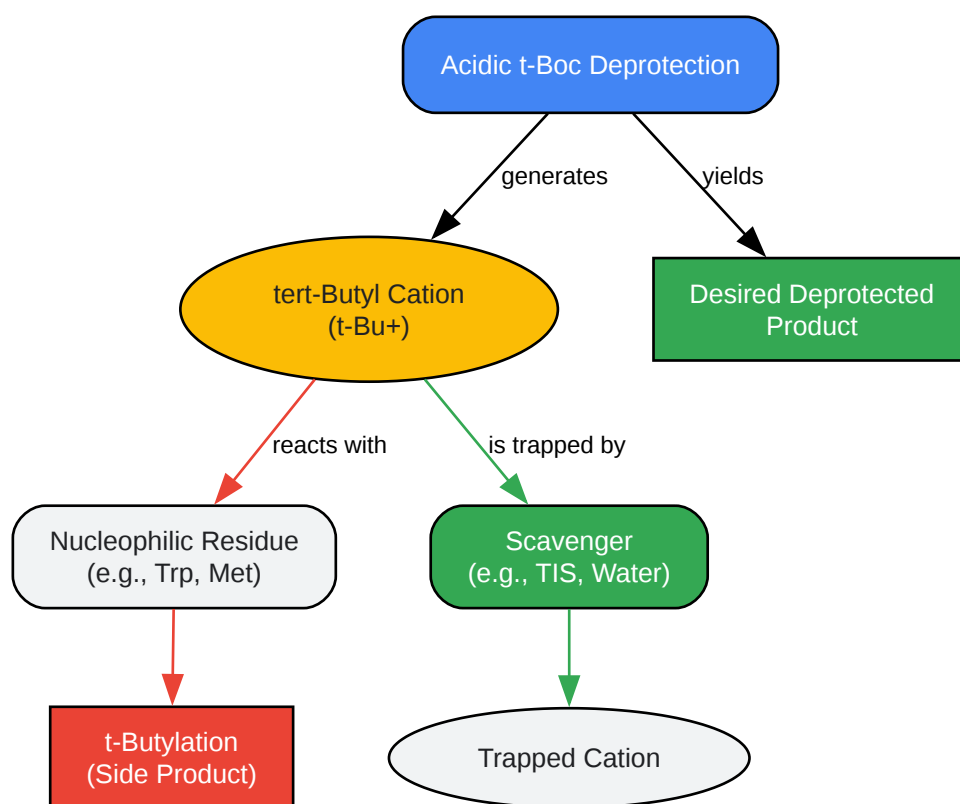 Acidic t-Boc Deprotection
generates
yields
tert-Butyl Cation
(t-Bu+)
Desired Deprotected
Product
reacts with
is trapped by
Nucleophilic Residue
(e.g., Trp, Met)
Scavenger
(e.g., TIS, Water)
t-Butylation
(Side Product)
Trapped Cation